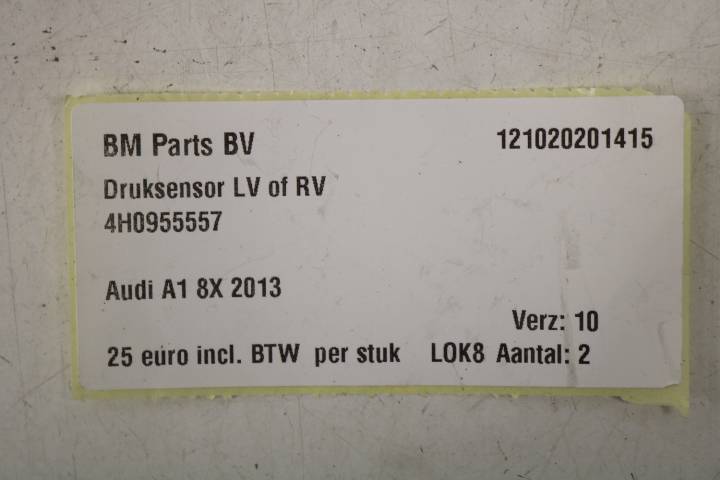 BM Parts BV 121020201415
Druksensor LV of RV
4H0955557
Audi A1 8X 2013
Verz: 10
25 euro incl. BTW per stuk LOK8 Aantal: 2